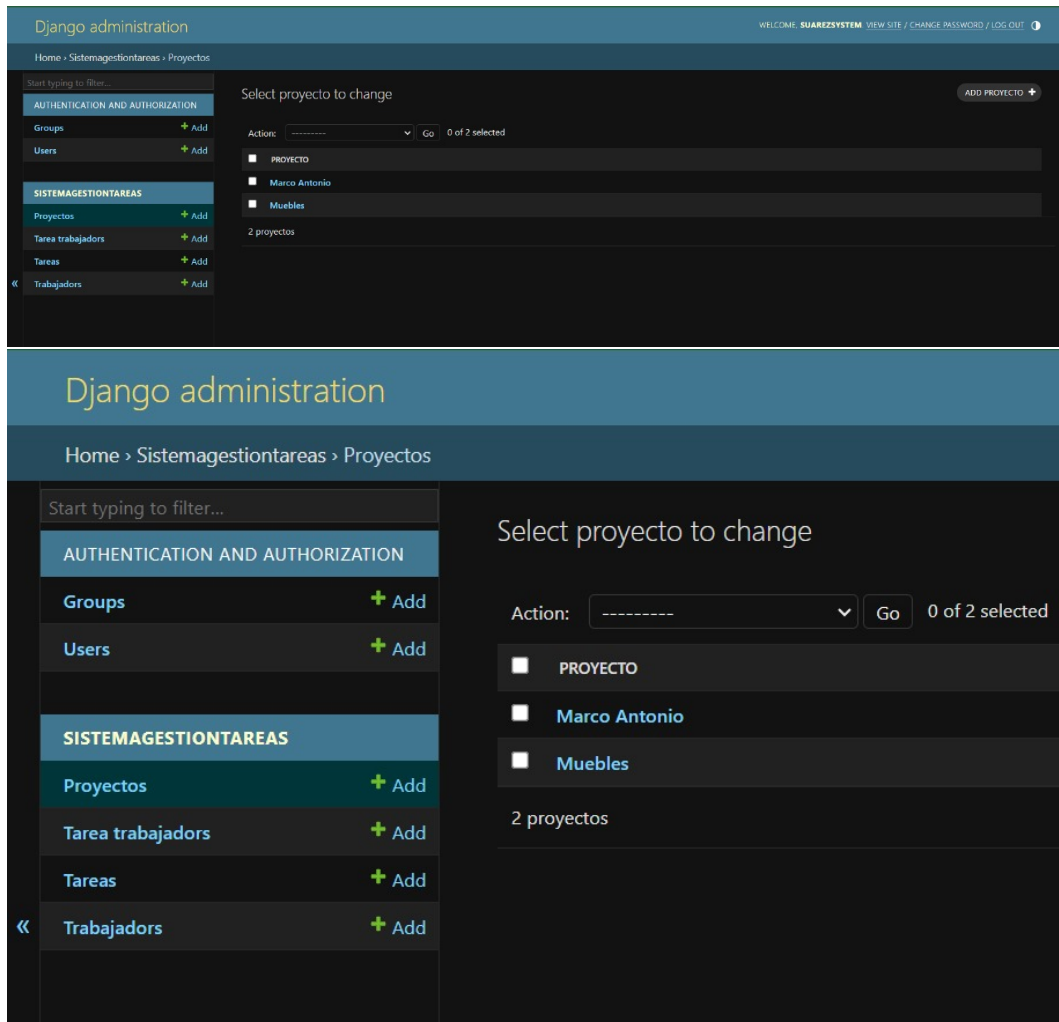 Django administration
WELCOME, SUAREZSYSTEM. VIEW SITE / CHANGE PASSWORD / LOG OUT
Home › Sistemagestiontareas › Proyectos
Start typing to filter...
AUTHENTICATION AND AUTHORIZATION
Groups + Add
Users + Add
SISTEMAGESTIONTAREAS
Proyectos + Add
Tarea trabajadors + Add
Tareas + Add
« Trabajadors + Add
Select proyecto to change
ADD PROYECTO +
Action: --------- Go 0 of 2 selected
PROYECTO
Marco Antonio
Muebles
2 proyectos
Django administration
Home › Sistemagestiontareas › Proyectos
Start typing to filter...
AUTHENTICATION AND AUTHORIZATION
Groups + Add
Users + Add
SISTEMAGESTIONTAREAS
Proyectos + Add
Tarea trabajadors + Add
Tareas + Add
« Trabajadors + Add
Select proyecto to change
Action: --------- Go 0 of 2 selected
PROYECTO
Marco Antonio
Muebles
2 proyectos